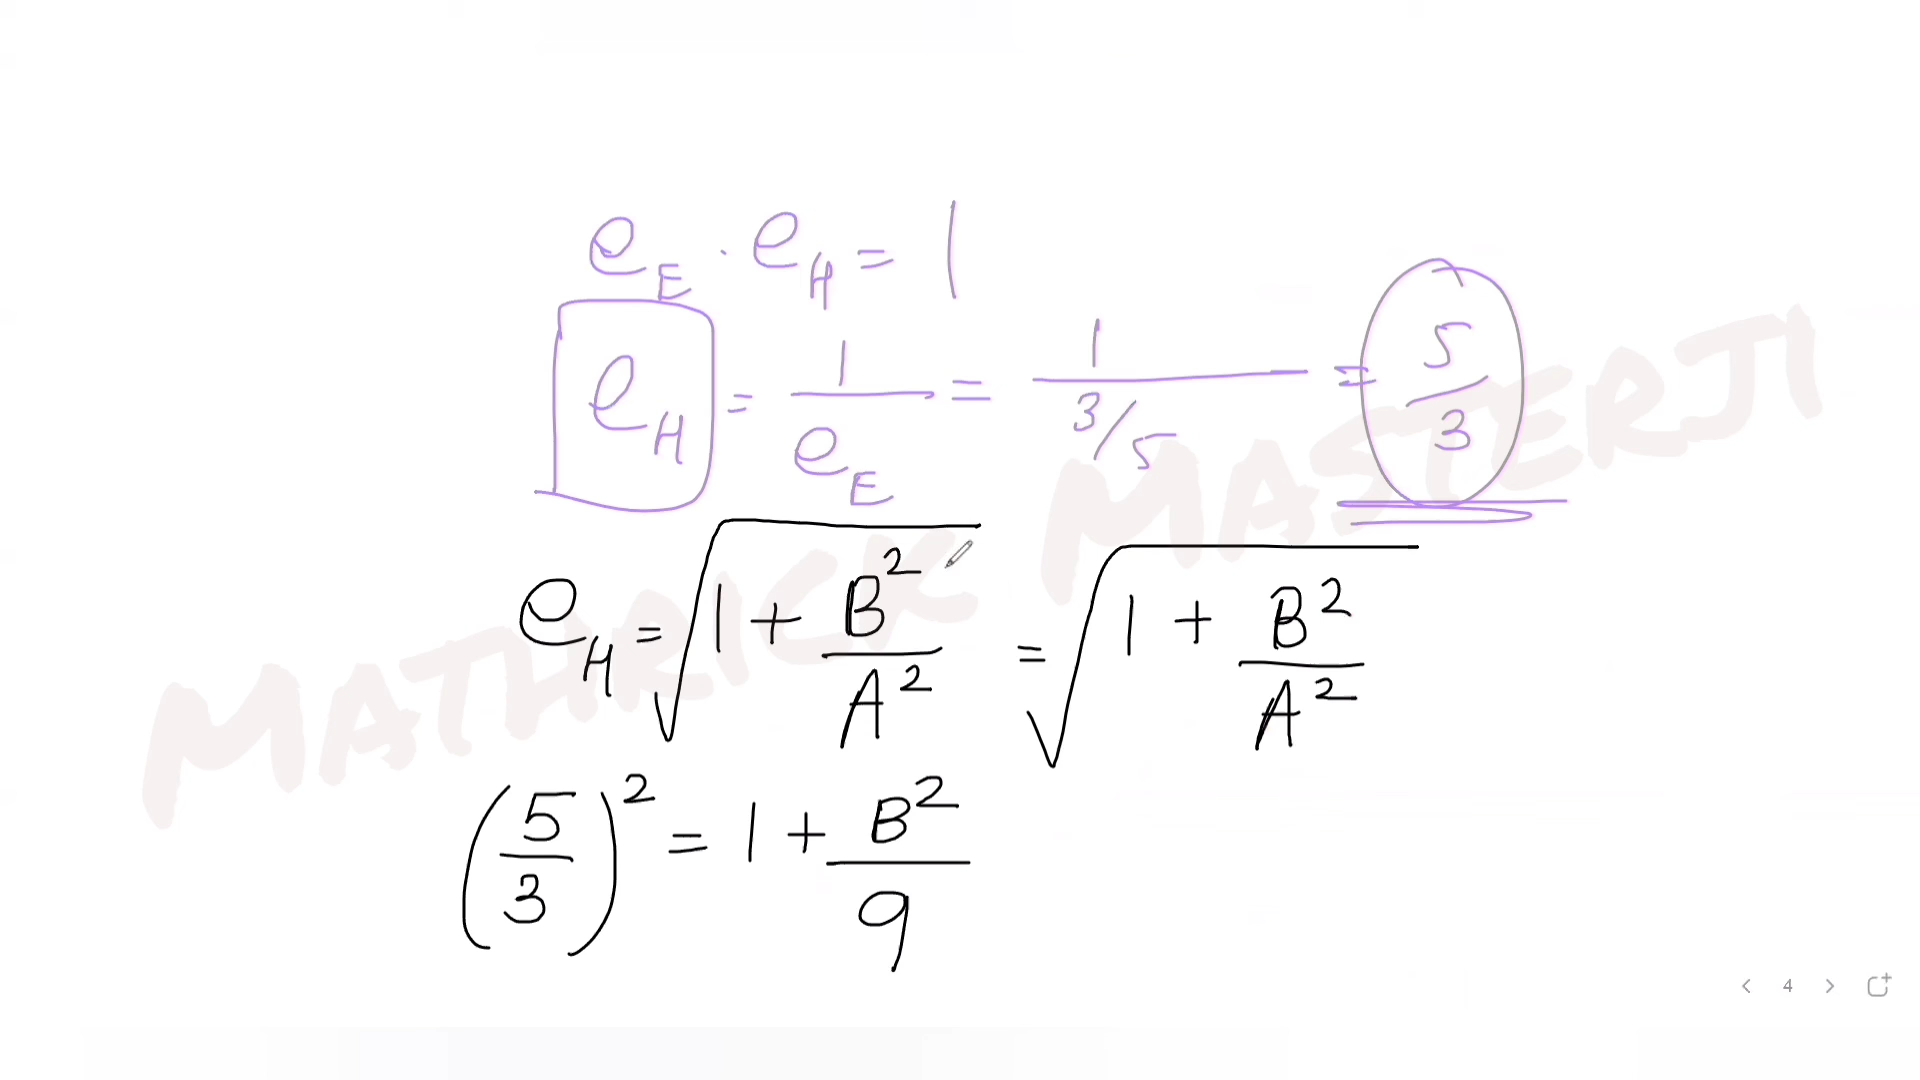 e_E · e_H = 1
e_H = 1/e_E = 1/(3/5) = 5/3
e_H = √(1 + B²/A²) = √(1 + B²/A²)
(5/3)² = 1 + B²/9
MATHRICK MASTERJI
< 4 >